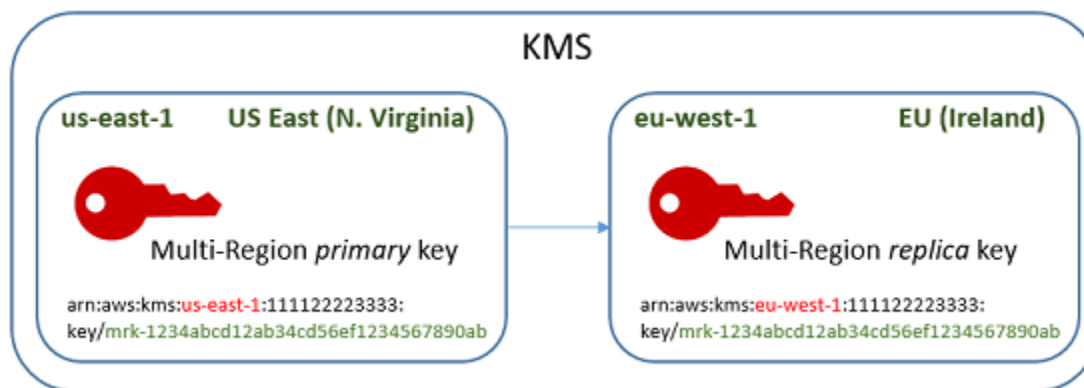 KMS
us-east-1 US East (N. Virginia)
Multi-Region primary key
arn:aws:kms:us-east-1:111122223333:
key/mrk-1234abcd12ab34cd56ef1234567890ab
eu-west-1 EU (Ireland)
Multi-Region replica key
arn:aws:kms:eu-west-1:111122223333:
key/mrk-1234abcd12ab34cd56ef1234567890ab